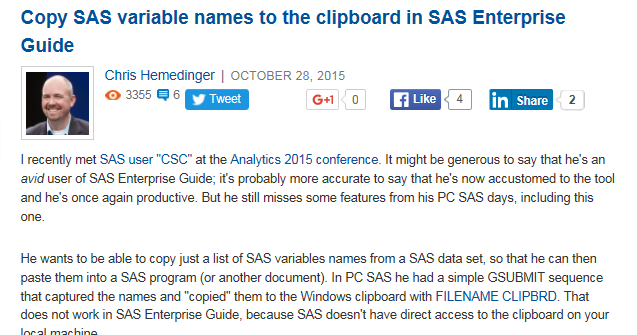 Copy SAS variable names to the clipboard in SAS Enterprise
Guide
Chris Hemedinger | OCTOBER 28, 2015
3355 6 Tweet G+1 0 Like 4 in Share 2
I recently met SAS user "CSC" at the Analytics 2015 conference. It might be generous to say that he's an
avid user of SAS Enterprise Guide; it's probably more accurate to say that he's now accustomed to the tool
and he's once again productive. But he still misses some features from his PC SAS days, including this
one.
He wants to be able to copy just a list of SAS variables names from a SAS data set, so that he can then
paste them into a SAS program (or another document). In PC SAS he had a simple GSUBMIT sequence
that captured the names and "copied" them to the Windows clipboard with FILENAME CLIPBRD. That
does not work in SAS Enterprise Guide, because SAS doesn't have direct access to the clipboard on your
local machine